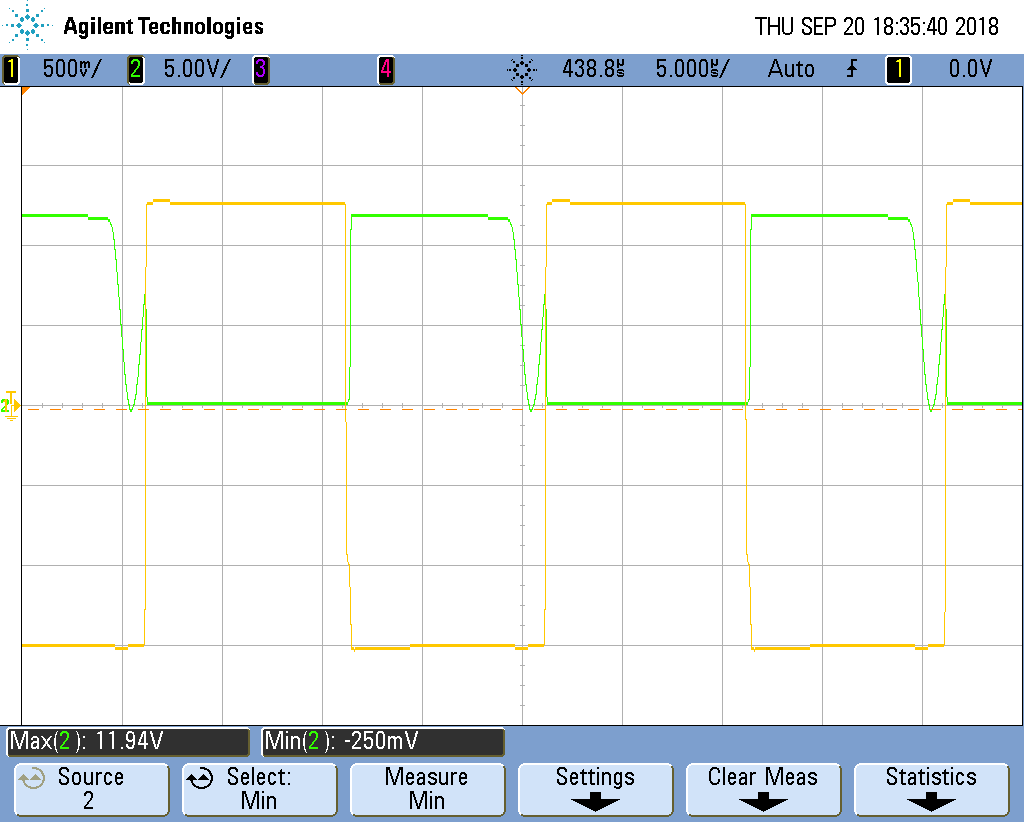 Agilent Technologies
THU SEP 20 18:35:40 2018
1 500mV/ 2 5.00V/ 3 4 438.8µs 5.000µs/ Auto 1 0.0V
2
Max(2): 11.94V Min(2): -250mV
Source Select: Measure Settings Clear Meas Statistics
2 Min Min